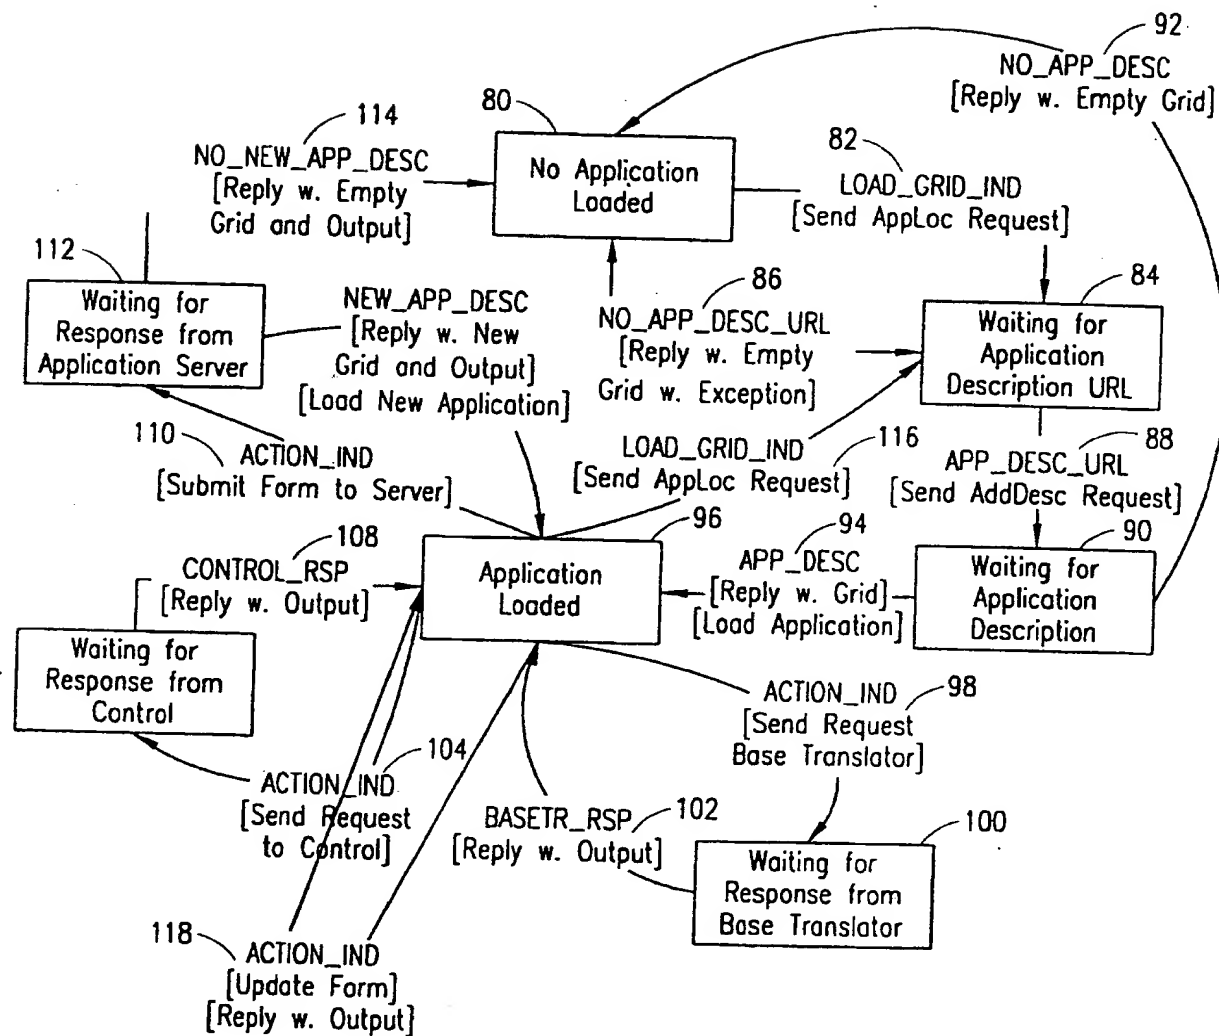 92
NO_APP_DESC
[Reply w. Empty Grid]
114
NO_NEW_APP_DESC
[Reply w. Empty
Grid and Output]
80
No Application
Loaded
82
LOAD_GRID_IND
[Send AppLoc Request]
112
Waiting for
Response from
Application Server
NEW_APP_DESC
[Reply w. New
Grid and Output]
[Load New Application]
86
NO_APP_DESC_URL
[Reply w. Empty
Grid w. Exception]
84
Waiting for
Application
Description URL
110
ACTION_IND
[Submit Form to Server]
LOAD_GRID_IND
116
[Send AppLoc Request]
88
APP_DESC_URL
[Send AddDesc Request]
108
CONTROL_RSP
[Reply w. Output]
96
Application
Loaded
94
APP_DESC
[Reply w. Grid]
[Load Application]
90
Waiting for
Application
Description
Waiting for
Response from
Control
104
ACTION_IND
[Send Request
to Control]
98
ACTION_IND
[Send Request
Base Translator]
BASETR_RSP
102
[Reply w. Output]
100
Waiting for
Response from
Base Translator
118
ACTION_IND
[Update Form]
[Reply w. Output]